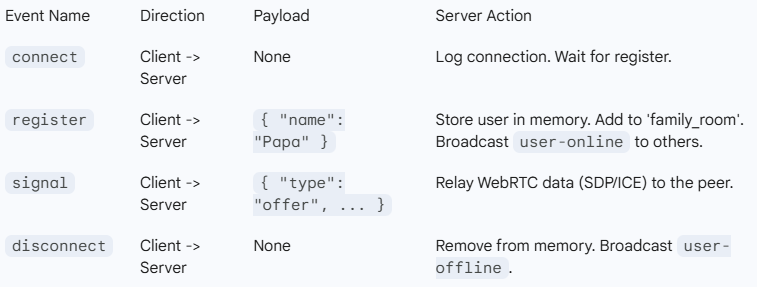 Event Name Direction Payload Server Action
connect Client -> None Log connection. Wait for register.
Server
register Client -> { "name": Store user in memory. Add to 'family_room'.
Server "Papa" } Broadcast user-online to others.
signal Client -> { "type": Relay WebRTC data (SDP/ICE) to the peer.
Server "offer", ... }
disconnect Client -> None Remove from memory. Broadcast user-
Server offline .